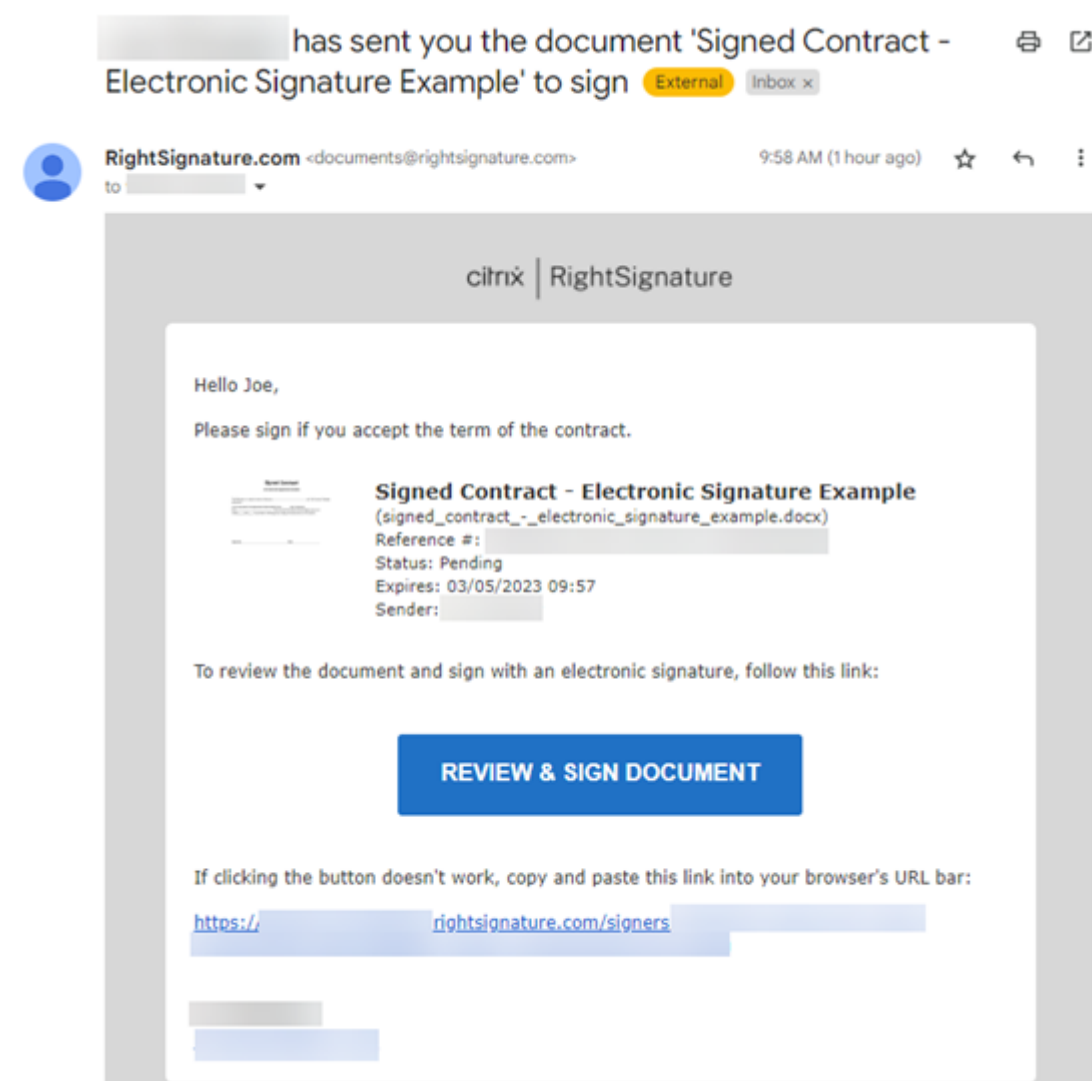 has sent you the document 'Signed Contract -
Electronic Signature Example' to sign External Inbox ×
RightSignature.com <documents@rightsignature.com> 9:58 AM (1 hour ago)
to
citrix | RightSignature
Hello Joe,
Please sign if you accept the term of the contract.
Signed Contract
Signed Contract - Electronic Signature Example
(signed_contract_-_electronic_signature_example.docx)
Reference #:
Status: Pending
Expires: 03/05/2023 09:57
Sender:
To review the document and sign with an electronic signature, follow this link:
REVIEW & SIGN DOCUMENT
If clicking the button doesn't work, copy and paste this link into your browser's URL bar:
https:// rightsignature.com/signers